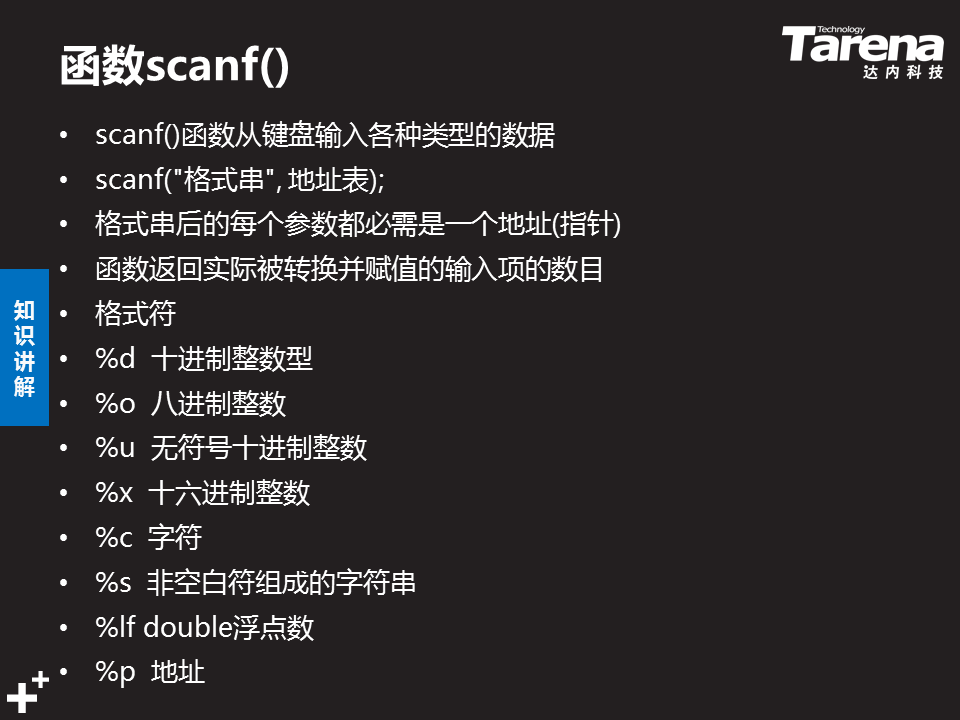 函数scanf()
Technology
Tarena
达内科技
• scanf()函数从键盘输入各种类型的数据
• scanf("格式串", 地址表);
• 格式串后的每个参数都必需是一个地址(指针)
• 函数返回实际被转换并赋值的输入项的数目
• 格式符
• %d 十进制整数型
• %o 八进制整数
• %u 无符号十进制整数
• %x 十六进制整数
• %c 字符
• %s 非空白符组成的字符串
• %lf double浮点数
• %p 地址
知识讲解